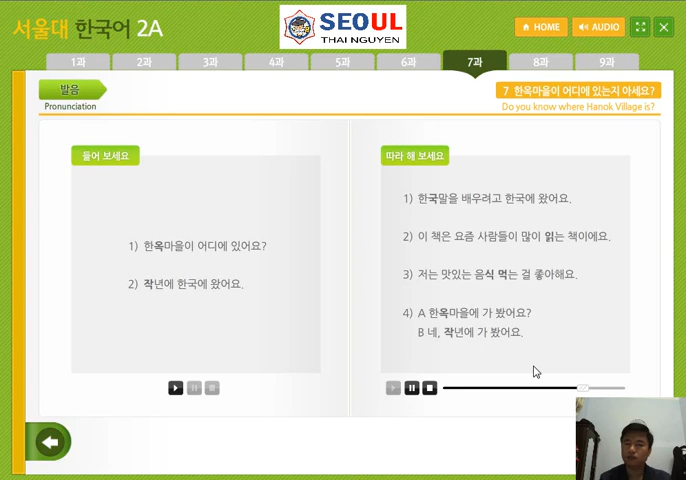 서울대 한국어 2A
SEOUL
THAI NGUYEN
HOME
AUDIO
1과
2과
3과
4과
5과
6과
7과
8과
9과
발음
Pronunciation
7 한옥마을이 어디에 있는지 아세요?
Do you know where Hanok Village is?
들어 보세요
1) 한옥마을이 어디에 있어요?
2) 작년에 한국에 왔어요.
따라 해 보세요
1) 한국말을 배우려고 한국에 왔어요.
2) 이 책은 요즘 사람들이 많이 읽는 책이에요.
3) 저는 맛있는 음식 먹는 걸 좋아해요.
4) A 한옥마을에 가 봤어요?
B 네, 작년에 가 봤어요.